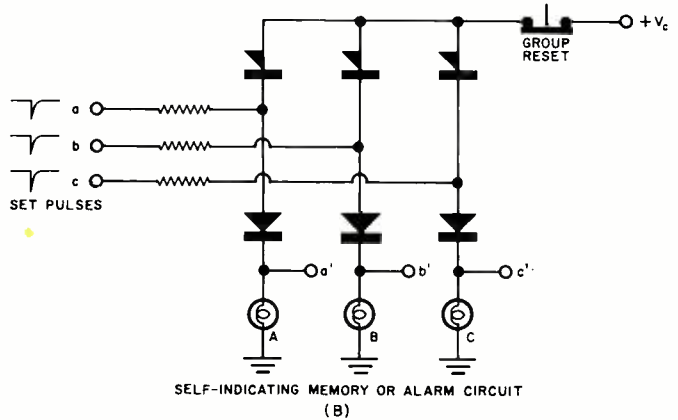 +Vc
GROUP
RESET
a
b
c
SET PULSES
a'
b'
c'
A
B
C
SELF-INDICATING MEMORY OR ALARM CIRCUIT
(B)